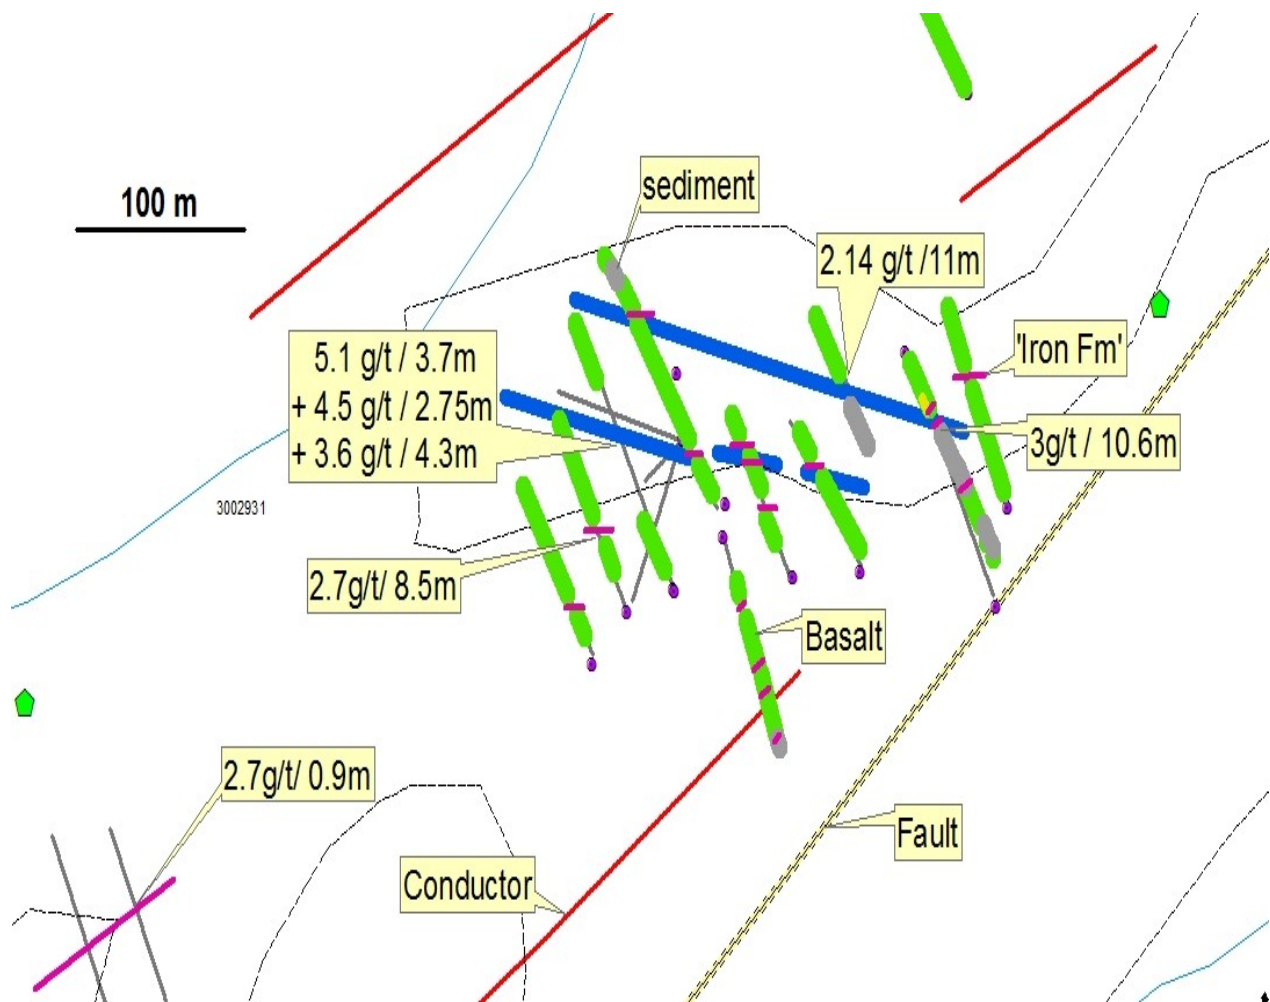 100 m
sediment
2.14 g/t /11m
5.1 g/t / 3.7m
+ 4.5 g/t / 2.75m
+ 3.6 g/t / 4.3m
'Iron Fm'
3g/t / 10.6m
3002931
2.7g/t/ 8.5m
Basalt
2.7g/t/ 0.9m
Fault
Conductor